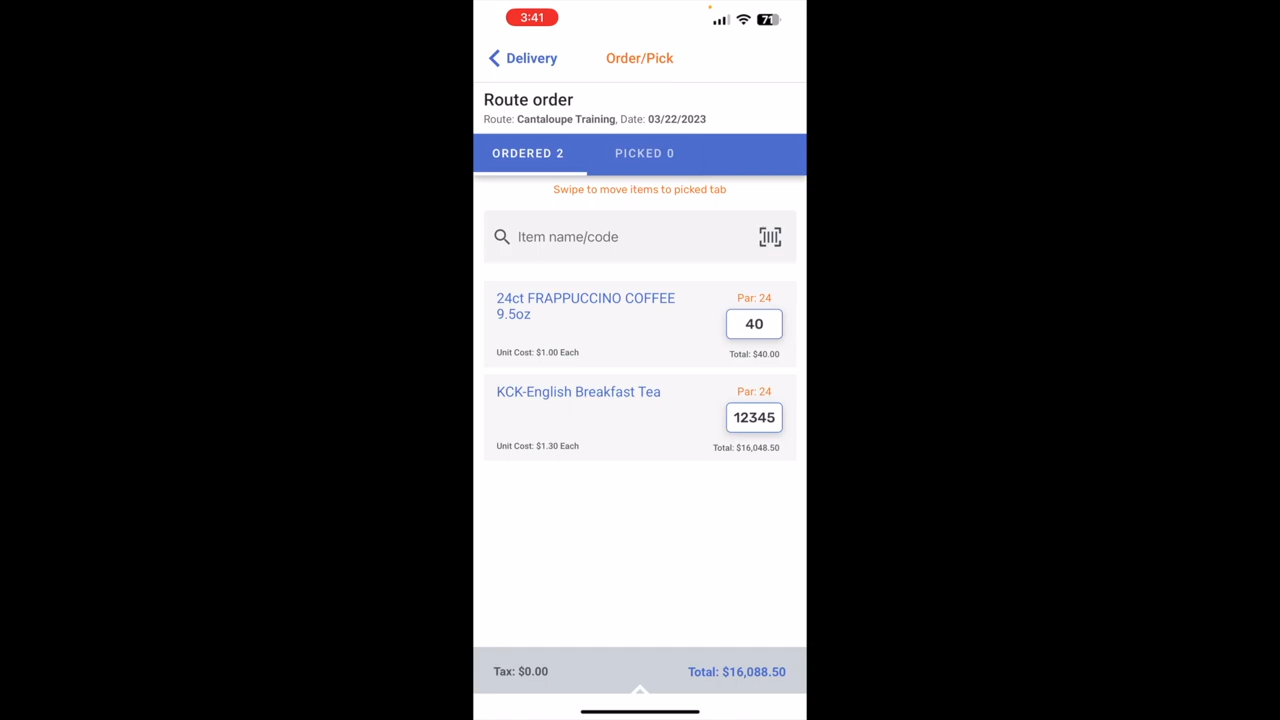 3:41
71
Delivery
Order/Pick
Route order
Route: Cantaloupe Training, Date: 03/22/2023
ORDERED 2
PICKED 0
Swipe to move items to picked tab
Item name/code
24ct FRAPPUCCINO COFFEE
9.5oz
Par: 24
40
Unit Cost: $1.00 Each
Total: $40.00
KCK-English Breakfast Tea
Par: 24
12345
Unit Cost: $1.30 Each
Total: $16,048.50
Tax: $0.00
Total: $16,088.50